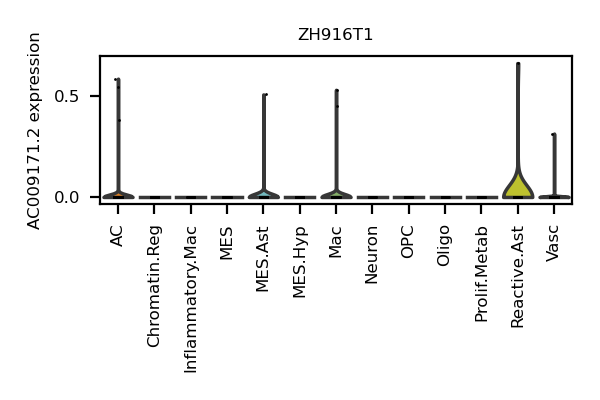 ZH916T1
AC009171.2 expression
0.5
0.0
AC
Chromatin.Reg
Inflammatory.Mac
MES
MES.Ast
MES.Hyp
Mac
Neuron
OPC
Oligo
Prolif.Metab
Reactive.Ast
Vasc